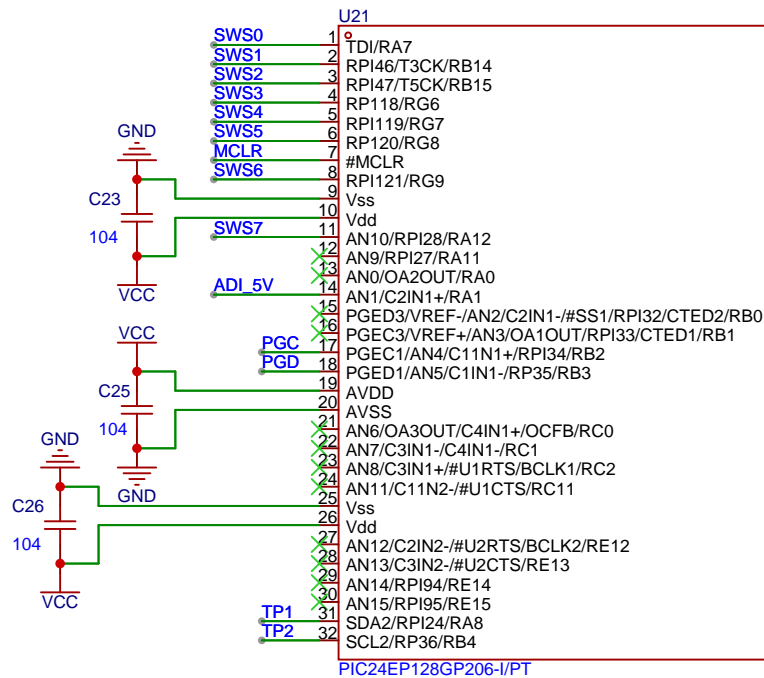 U21
SWS0 1 TDI/RA7
SWS1 2 RPI46/T3CK/RB14
SWS2 3 RPI47/T5CK/RB15
SWS3 4 RP118/RG6
SWS4 5 RPI119/RG7
SWS5 6 RP120/RG8
GND
MCLR 7 #MCLR
SWS6 8 RPI121/RG9
C23 9 Vss
10 Vdd
104 SWS7 11 AN10/RPI28/RA12
12 AN9/RPI27/RA11
13 AN0/OA2OUT/RA0
ADI_5V 14 AN1/C2IN1+/RA1
VCC
15 PGED3/VREF-/AN2/C2IN1-/#SS1/RPI32/CTED2/RB0
VCC
16 PGEC3/VREF+/AN3/OA1OUT/RPI33/CTED1/RB1
PGC 17 PGEC1/AN4/C11N1+/RPI34/RB2
PGD 18 PGED1/AN5/C1IN1-/RP35/RB3
C25 19 AVDD
20 AVSS
104 21 AN6/OA3OUT/C4IN1+/OCFB/RC0
GND
22 AN7/C3IN1-/C4IN1-/RC1
23 AN8/C3IN1+/#U1RTS/BCLK1/RC2
24 AN11/C11N2-/#U1CTS/RC11
GND
C26 25 Vss
26 Vdd
104 27 AN12/C2IN2-/#U2RTS/BCLK2/RE12
28 AN13/C3IN2-/#U2CTS/RE13
29 AN14/RPI94/RE14
VCC
30 AN15/RPI95/RE15
TP1 31 SDA2/RPI24/RA8
TP2 32 SCL2/RP36/RB4
PIC24EP128GP206-I/PT